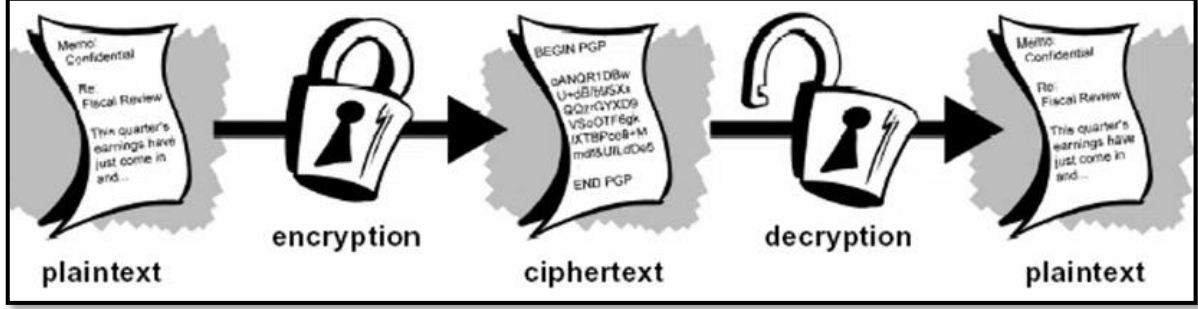 Memo:
Confidential
Re:
Fiscal Review
This quarter's
earnings have
just come in
and...
plaintext
encryption
BEGIN PGP
VSoOTF6gk
END PGP
ciphertext
decryption
Memo:
Confidential
Re:
Fiscal Review
This quarter's
earnings have
just come in
and...
plaintext